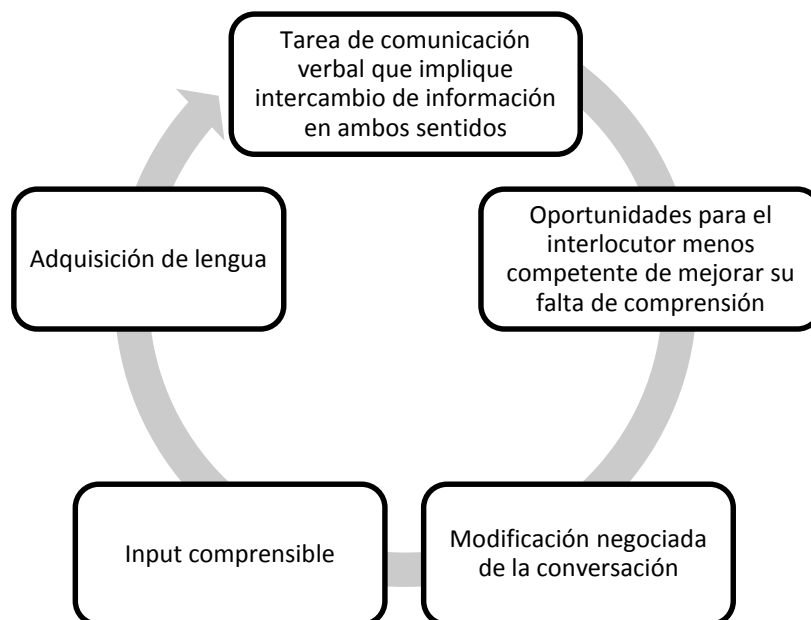 Tarea de comunicación
verbal que implique
intercambio de información
en ambos sentidos
Oportunidades para el
interlocutor menos
competente de mejorar su
falta de comprensión
Modificación negociada
de la conversación
Input comprensible
Adquisición de lengua